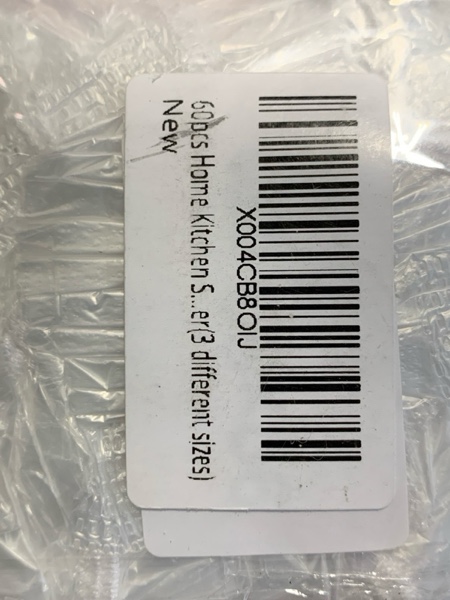 X004CB8OIJ
60pcs Home Kitchen S...er(3 different sizes)
New